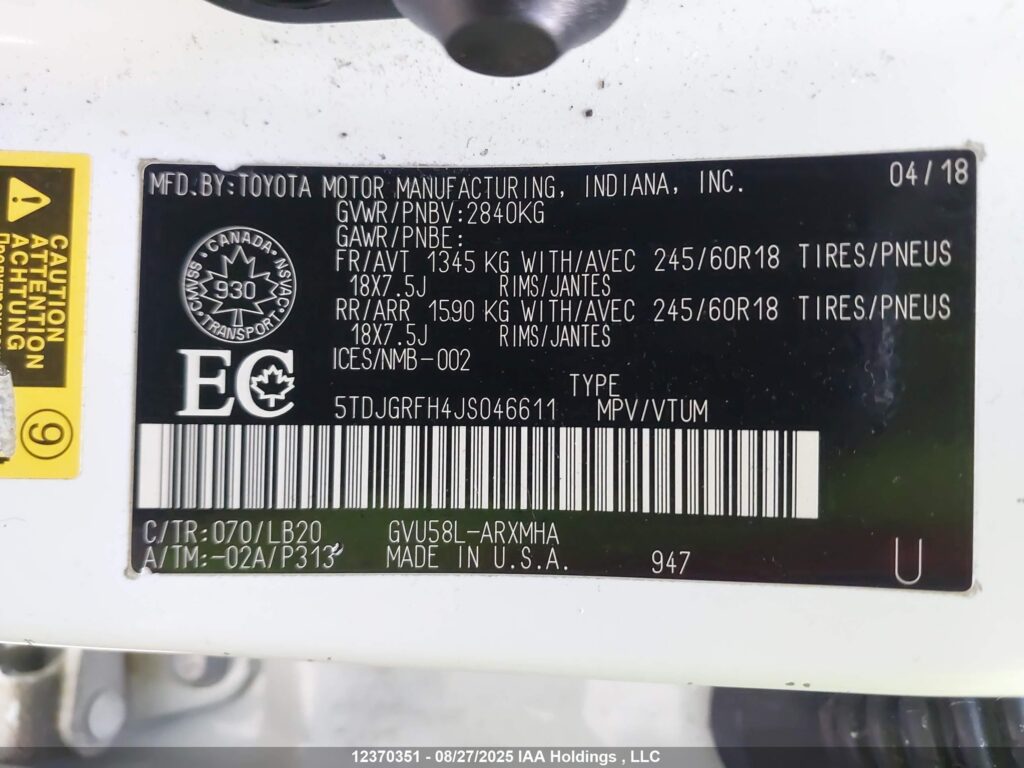 MFD.BY:TOYOTA MOTOR MANUFACTURING, INDIANA, INC. 04/18
GVWR/PNBV:2840KG
GAWR/PNBE:
FR/AVT 1345 KG WITH/AVEC 245/60R18 TIRES/PNEUS
18X7.5J RIMS/JANTES
RR/ARR 1590 KG WITH/AVEC 245/60R18 TIRES/PNEUS
18X7.5J RIMS/JANTES
ICES/NMB-002
TYPE
5TDJGRFH4JS046611 MPV/VTUM
CANADA
CMVSS NSVAC
930
TRANSPORT
EC
C/TR:070/LB20 GVU58L-ARXMHA
A/TM:-02A/P313 MADE IN U.S.A. 947 U
CAUTION
ATTENTION
ACHTUNG
9
12370351 - 08/27/2025 IAA Holdings , LLC